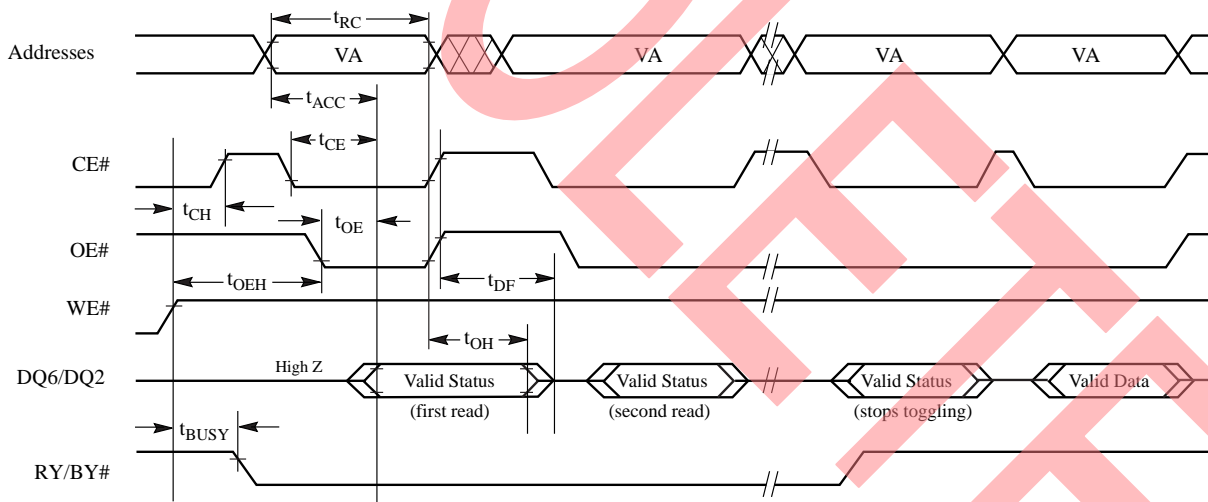 tRC
Addresses VA VA VA VA
tACC
tCE
CE#
tCH tOE
OE#
tOEH tDF
WE#
tOH
High Z
DQ6/DQ2 Valid Status Valid Status Valid Status Valid Data
(first read) (second read) (stops toggling)
tBUSY
RY/BY#